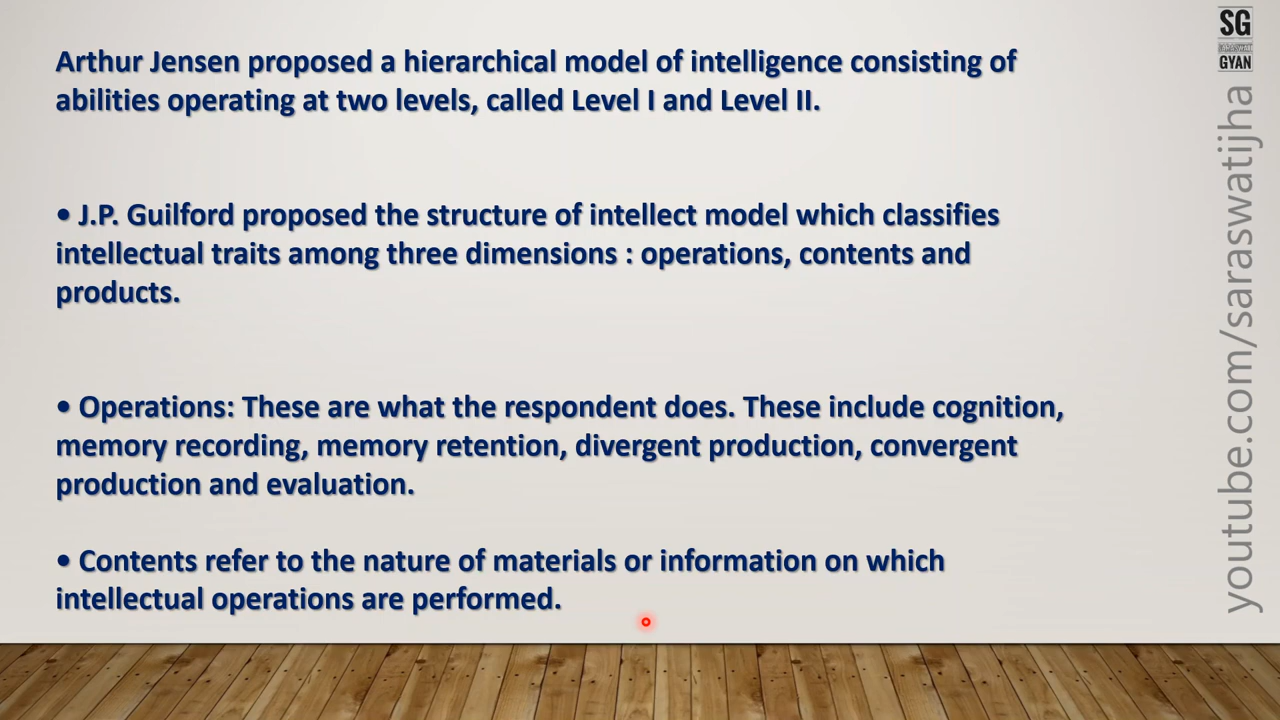 Arthur Jensen proposed a hierarchical model of intelligence consisting of
abilities operating at two levels, called Level I and Level II.
• J.P. Guilford proposed the structure of intellect model which classifies
intellectual traits among three dimensions : operations, contents and
products.
• Operations: These are what the respondent does. These include cognition,
memory recording, memory retention, divergent production, convergent
production and evaluation.
• Contents refer to the nature of materials or information on which
intellectual operations are performed.
SG
GYAN
youtube.com/saraswatijha